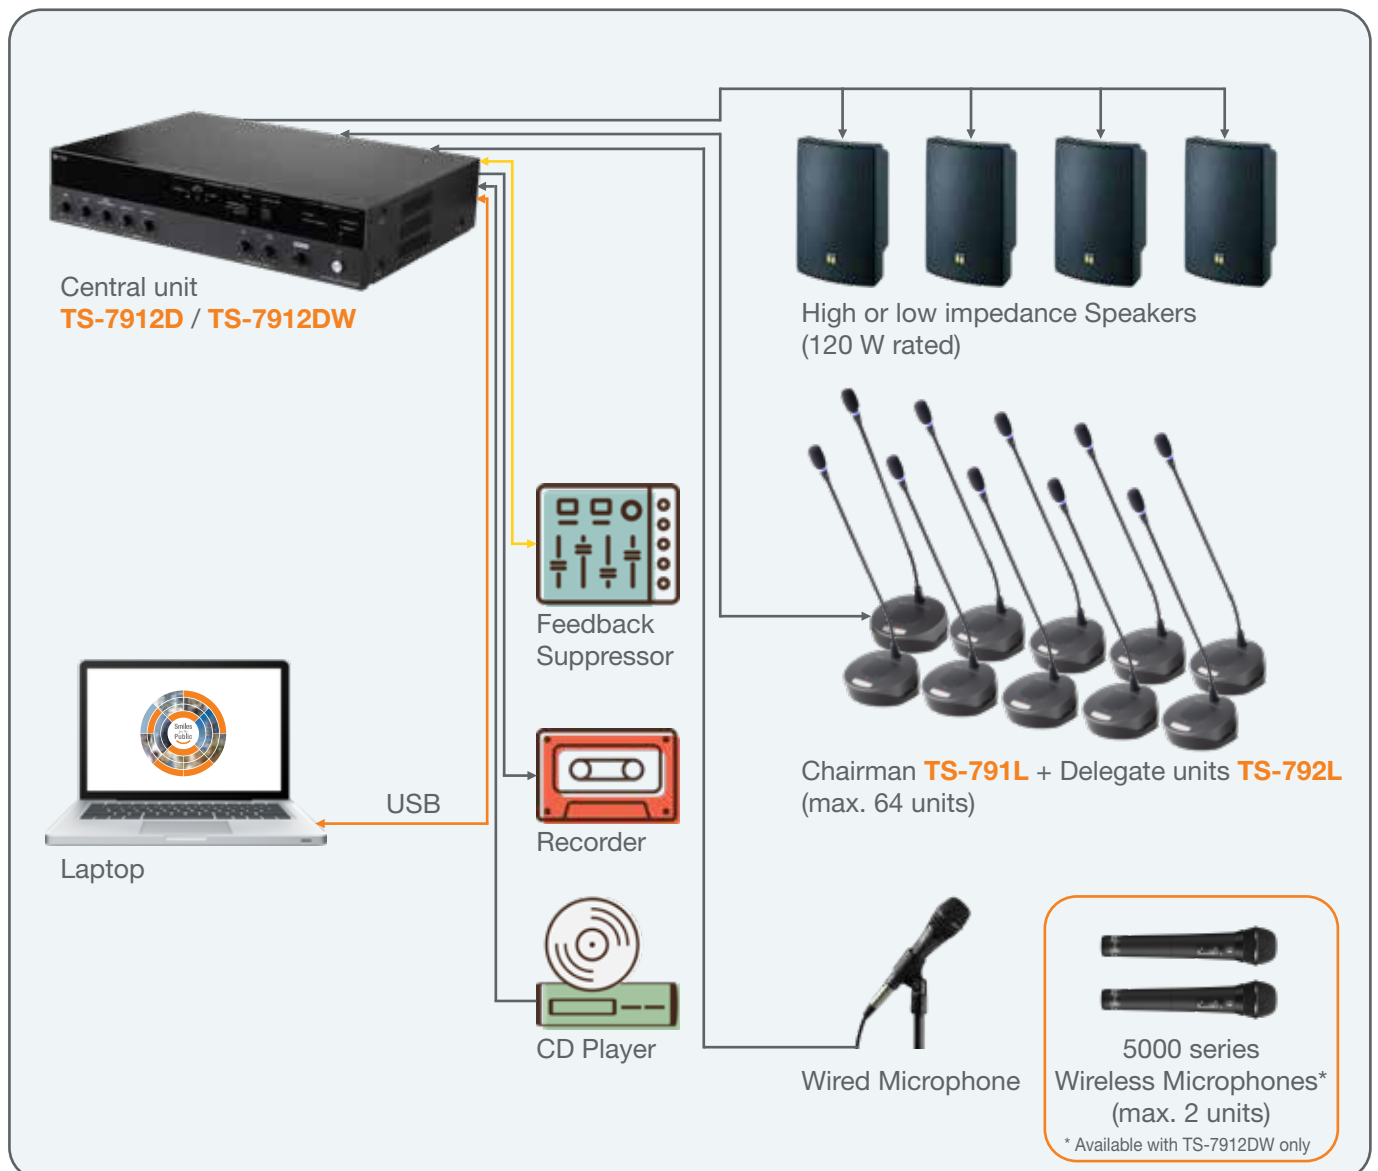 Central unit
TS-7912D / TS-7912DW
High or low impedance Speakers
(120 W rated)
Feedback
Suppressor
Smiles
Public
Chairman TS-791L + Delegate units TS-792L
(max. 64 units)
USB
Laptop
Recorder
CD Player
Wired Microphone
5000 series
Wireless Microphones*
(max. 2 units)
* Available with TS-7912DW only